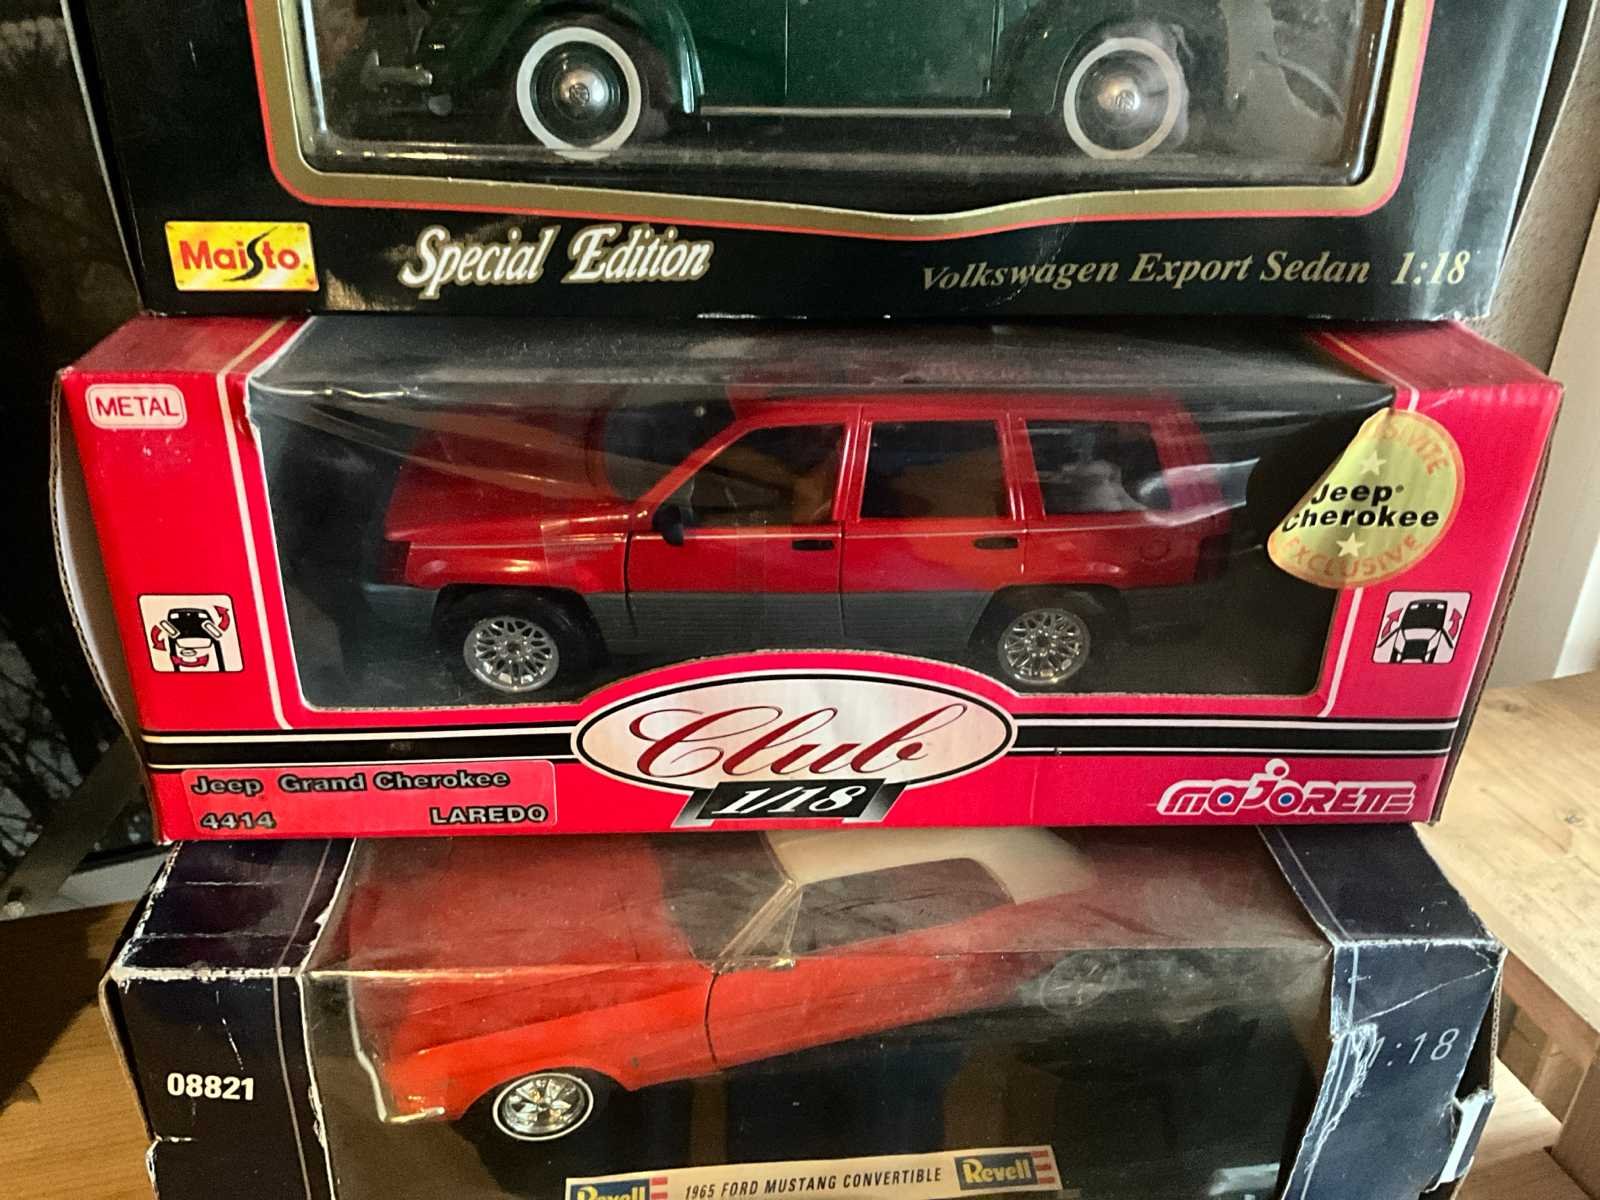 Maisto
Special Edition
Volkswagen Export Sedan 1:18
METAL
Jeep
Cherokee
EXCLUSIVE
Club
1/18
Jeep Grand Cherokee
4414 LAREDO
majorette
08821
1:18
Revell 1965 FORD MUSTANG CONVERTIBLE Revell